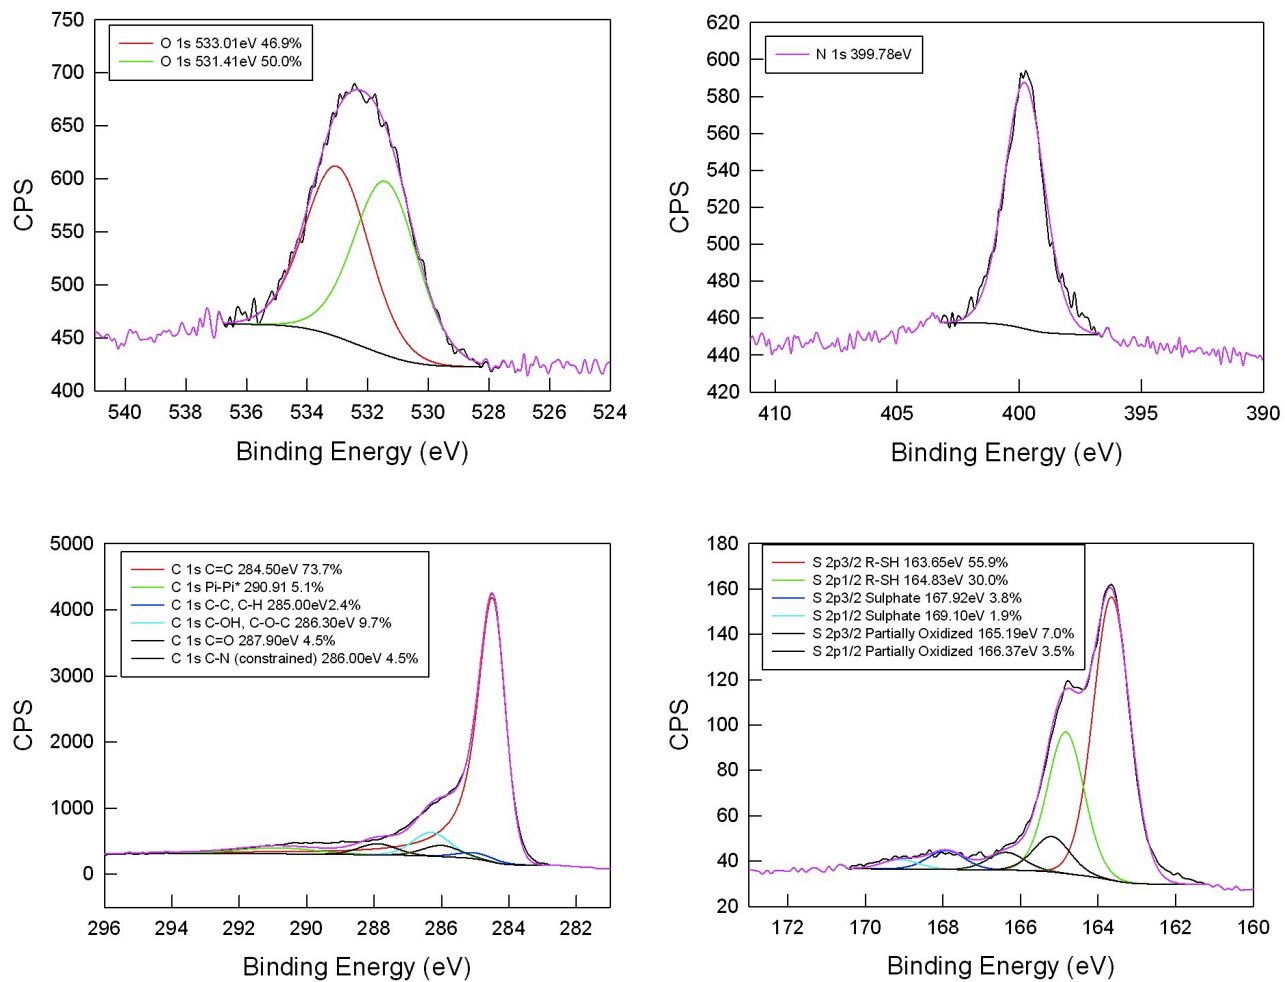 750
700
650
600
550
500
450
400
CPS
O 1s 533.01eV 46.9%
O 1s 531.41eV 50.0%
540 538 536 534 532 530 528 526 524
Binding Energy (eV)
620
600
580
560
540
520
500
480
460
440
420
CPS
N 1s 399.78eV
410 405 400 395 390
Binding Energy (eV)
5000
4000
3000
2000
1000
0
CPS
C 1s C=C 284.50eV 73.7%
C 1s Pi-Pi* 290.91 5.1%
C 1s C-C, C-H 285.00eV2.4%
C 1s C-OH, C-O-C 286.30eV 9.7%
C 1s C=O 287.90eV 4.5%
C 1s C-N (constrained) 286.00eV 4.5%
296 294 292 290 288 286 284 282
Binding Energy (eV)
180
160
140
120
100
80
60
40
20
CPS
S 2p3/2 R-SH 163.65eV 55.9%
S 2p1/2 R-SH 164.83eV 30.0%
S 2p3/2 Sulphate 167.92eV 3.8%
S 2p1/2 Sulphate 169.10eV 1.9%
S 2p3/2 Partially Oxidized 165.19eV 7.0%
S 2p1/2 Partially Oxidized 166.37eV 3.5%
172 170 168 166 164 162 160
Binding Energy (eV)